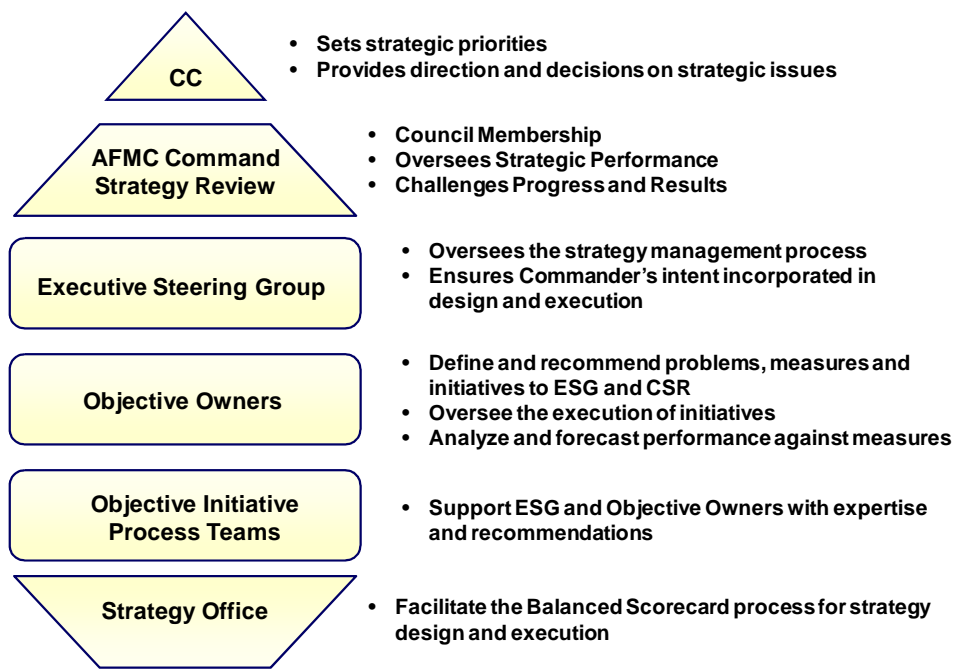 CC
• Sets strategic priorities
• Provides direction and decisions on strategic issues
AFMC Command
Strategy Review
• Council Membership
• Oversees Strategic Performance
• Challenges Progress and Results
Executive Steering Group
• Oversees the strategy management process
• Ensures Commander's intent incorporated in
design and execution
Objective Owners
• Define and recommend problems, measures and
initiatives to ESG and CSR
• Oversee the execution of initiatives
• Analyze and forecast performance against measures
Objective Initiative
Process Teams
• Support ESG and Objective Owners with expertise
and recommendations
Strategy Office
• Facilitate the Balanced Scorecard process for strategy
design and execution